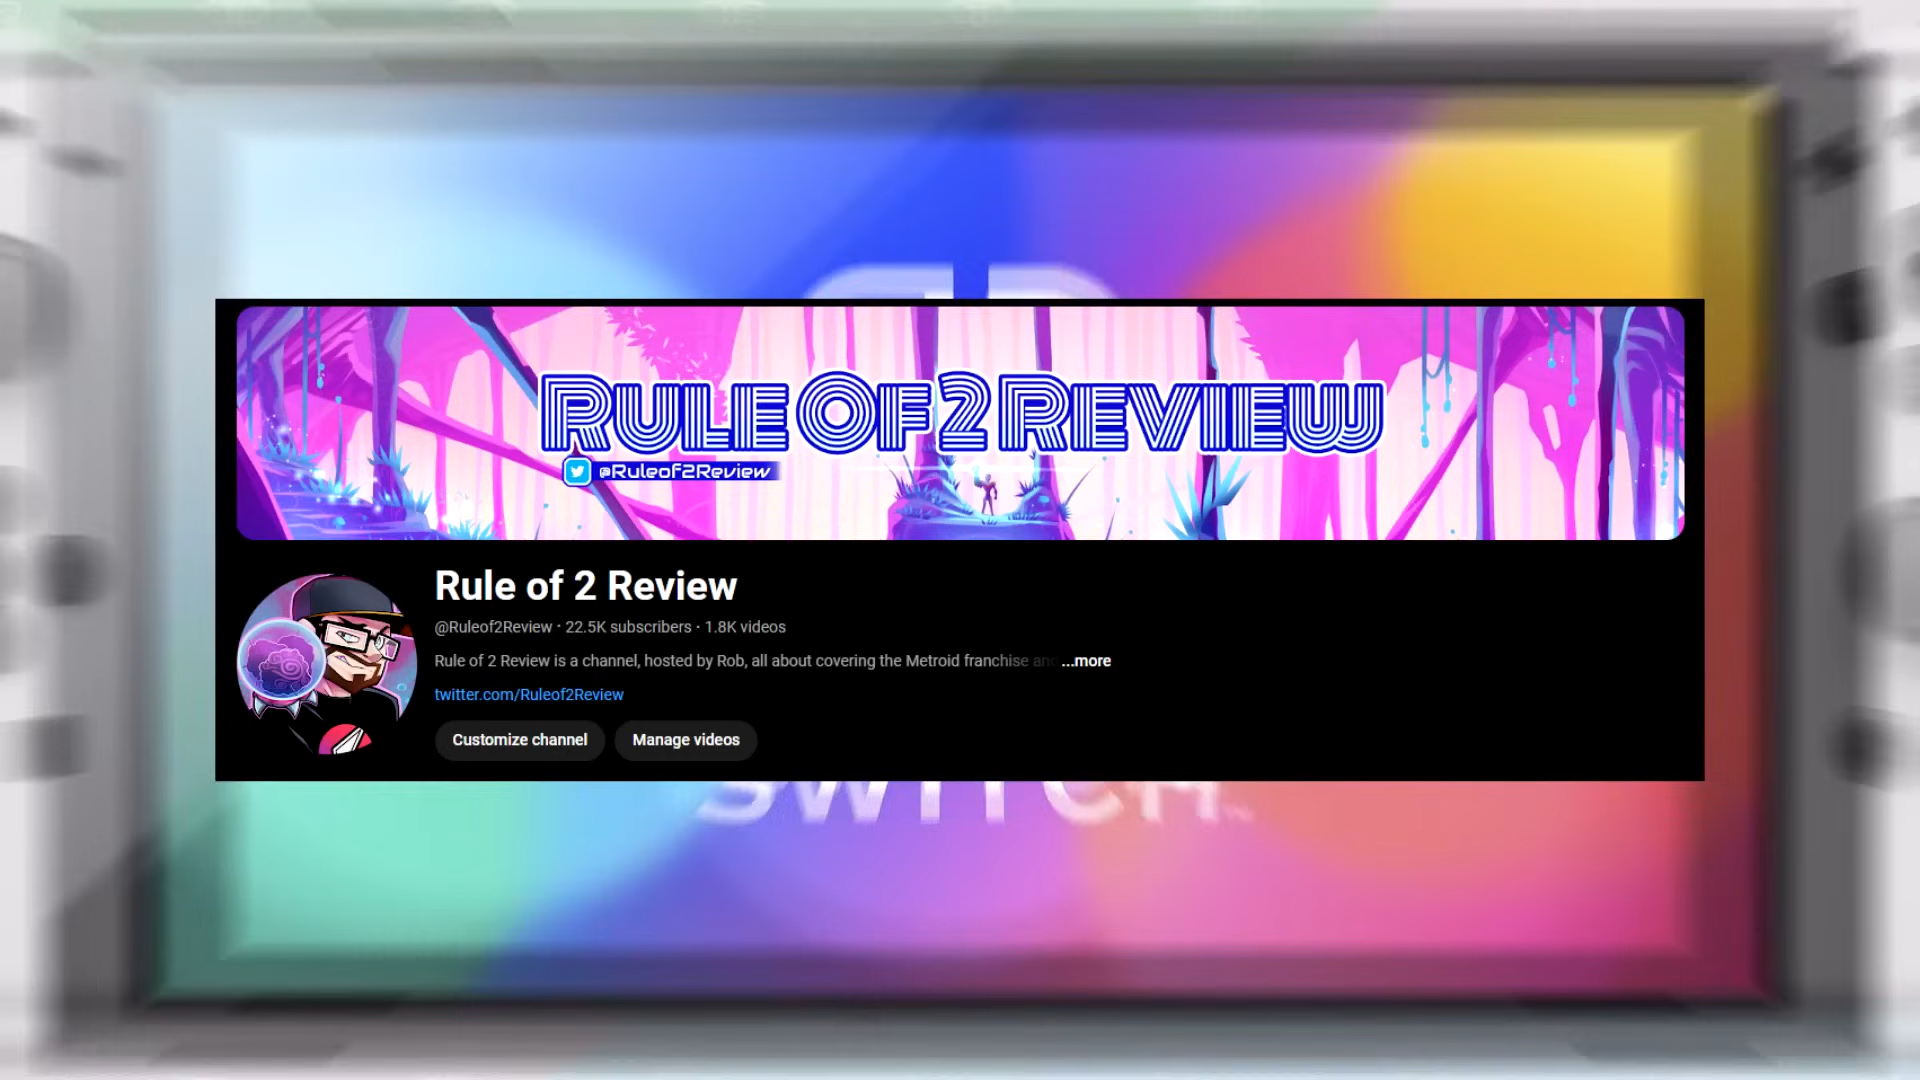 RULE OF 2 REVIEW
@Ruleof2Review
Rule of 2 Review
@Ruleof2Review · 22.5K subscribers · 1.8K videos
Rule of 2 Review is a channel, hosted by Rob, all about covering the Metroid franchise and ...more
twitter.com/Ruleof2Review
Customize channel
Manage videos
SWITCH